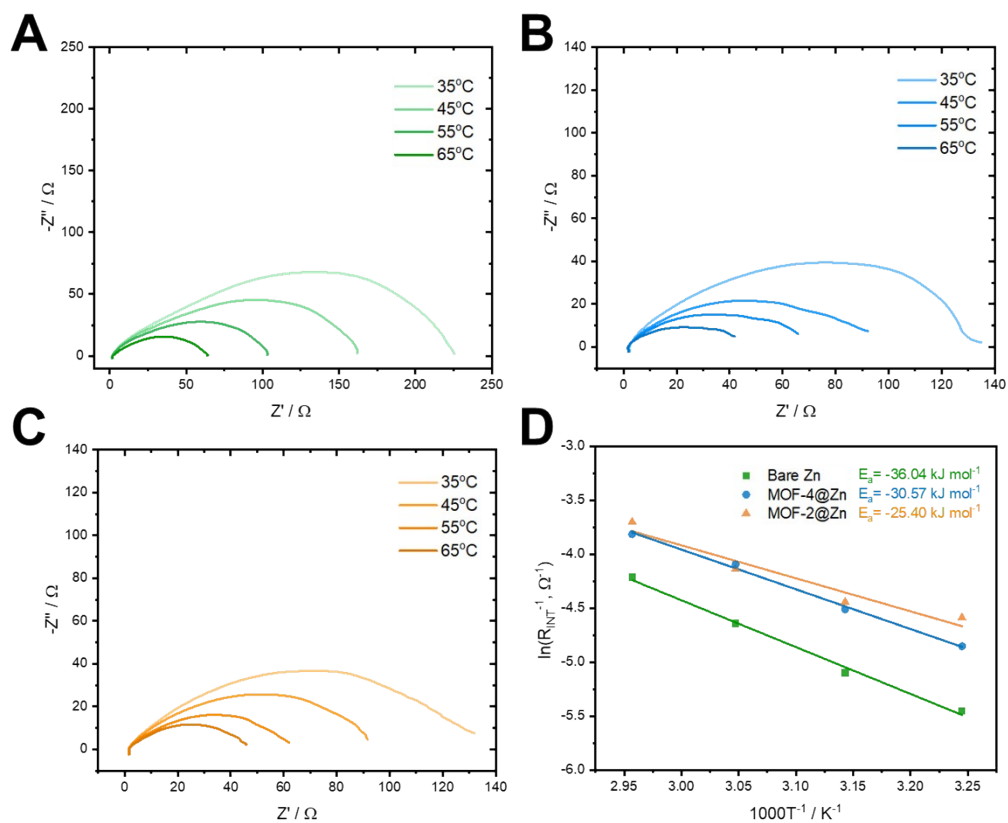 A
250
200
150
100
50
0
-Z'' / Ω
35°C
45°C
55°C
65°C
0 50 100 150 200 250
Z' / Ω
B
140
120
100
80
60
40
20
0
-Z'' / Ω
35°C
45°C
55°C
65°C
0 20 40 60 80 100 120 140
Z' / Ω
C
140
120
100
80
60
40
20
0
-Z'' / Ω
35°C
45°C
55°C
65°C
0 20 40 60 80 100 120 140
Z' / Ω
D
-3.0
-3.5
-4.0
-4.5
-5.0
-5.5
-6.0
ln(R_INT⁻¹, Ω⁻¹)
Bare Zn Eₐ= -36.04 kJ mol⁻¹
MOF-4@Zn Eₐ= -30.57 kJ mol⁻¹
MOF-2@Zn Eₐ= -25.40 kJ mol⁻¹
2.95 3.00 3.05 3.10 3.15 3.20 3.25
1000T⁻¹ / K⁻¹